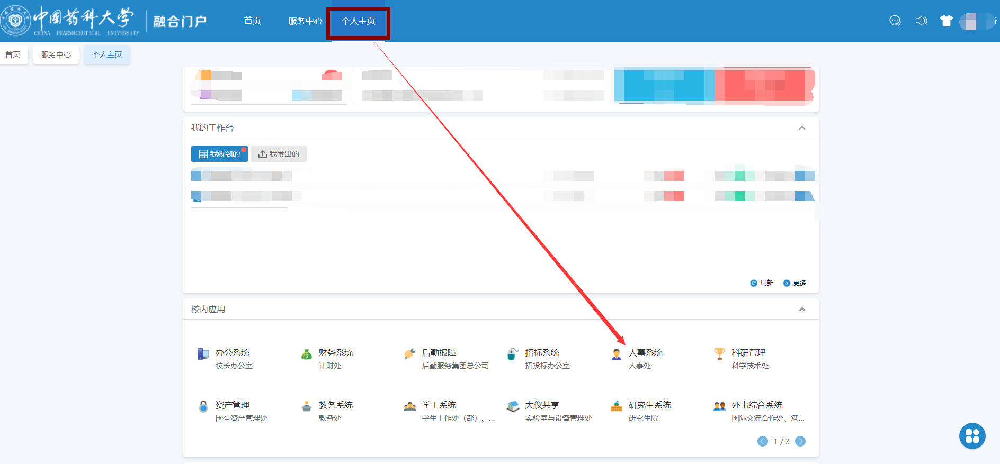 中國药科大学
CHINA PHARMACEUTICAL UNIVERSITY
融合门户
首页 服务中心 个人主页
首页 服务中心 个人主页
我的工作台
我收到的 我发出的
刷新 更多
校内应用
办公系统 财务系统 后勤报障 招标系统 人事系统 科研管理
校长办公室 计财处 后勤服务集团总公司 招投标办公室 人事处 科学技术处
资产管理 教务系统 学工系统 大仪共享 研究生系统 外事综合系统
国有资产管理处 教务处 学生工作处（部）、... 实验室与设备管理处 研究生院 国际交流合作处、港...
1 / 3